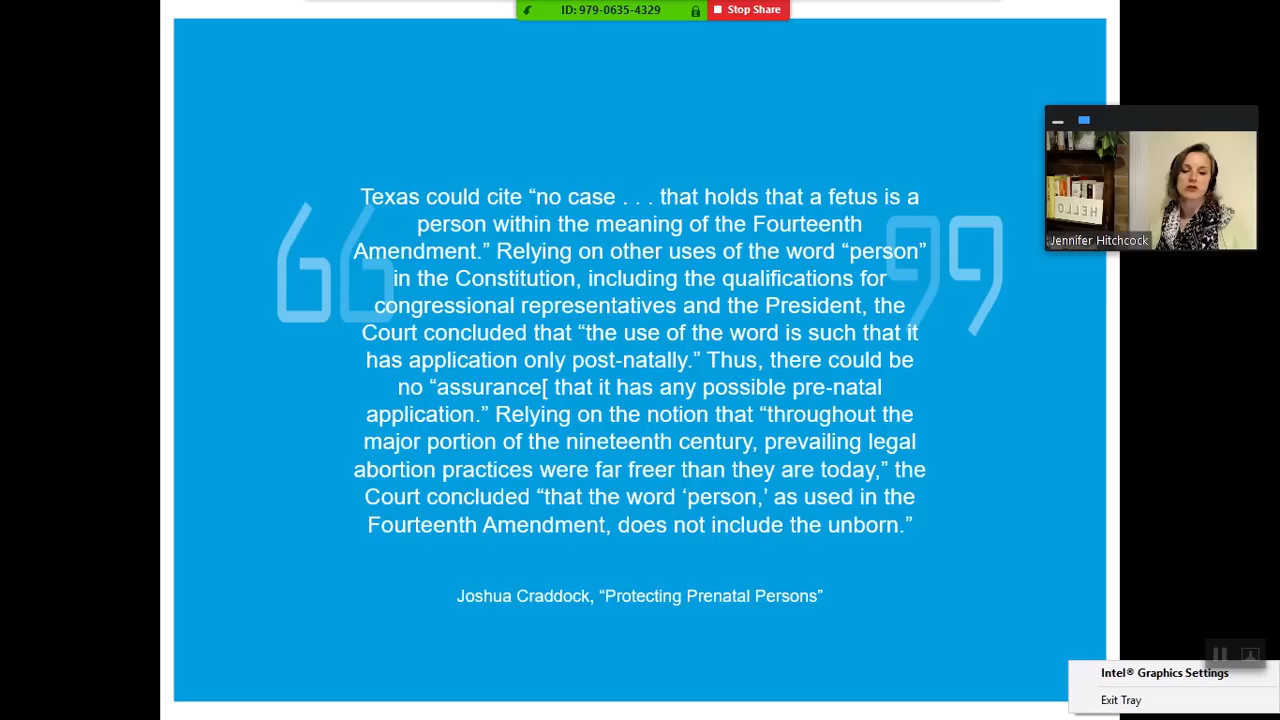 ID: 979-0635-4329
Stop Share
Texas could cite “no case . . . that holds that a fetus is a
person within the meaning of the Fourteenth
Amendment.” Relying on other uses of the word “person”
in the Constitution, including the qualifications for
congressional representatives and the President, the
Court concluded that “the use of the word is such that it
has application only post-natally.” Thus, there could be
no “assurance[ that it has any possible pre-natal
application.” Relying on the notion that “throughout the
major portion of the nineteenth century, prevailing legal
abortion practices were far freer than they are today,” the
Court concluded “that the word ‘person,’ as used in the
Fourteenth Amendment, does not include the unborn.”
Joshua Craddock, “Protecting Prenatal Persons”
HELLO
Jennifer Hitchcock
Intel® Graphics Settings
Exit Tray